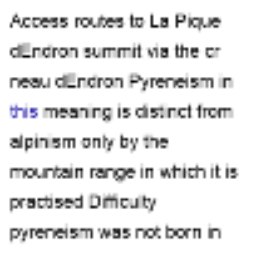 Access routes to La Pique
dEndron summit via the cr
neau dEndron Pyreneism in
this meaning is distinct from
alpinism only by the
mountain range in which it is
practised Difficulty
pyreneism was not born in